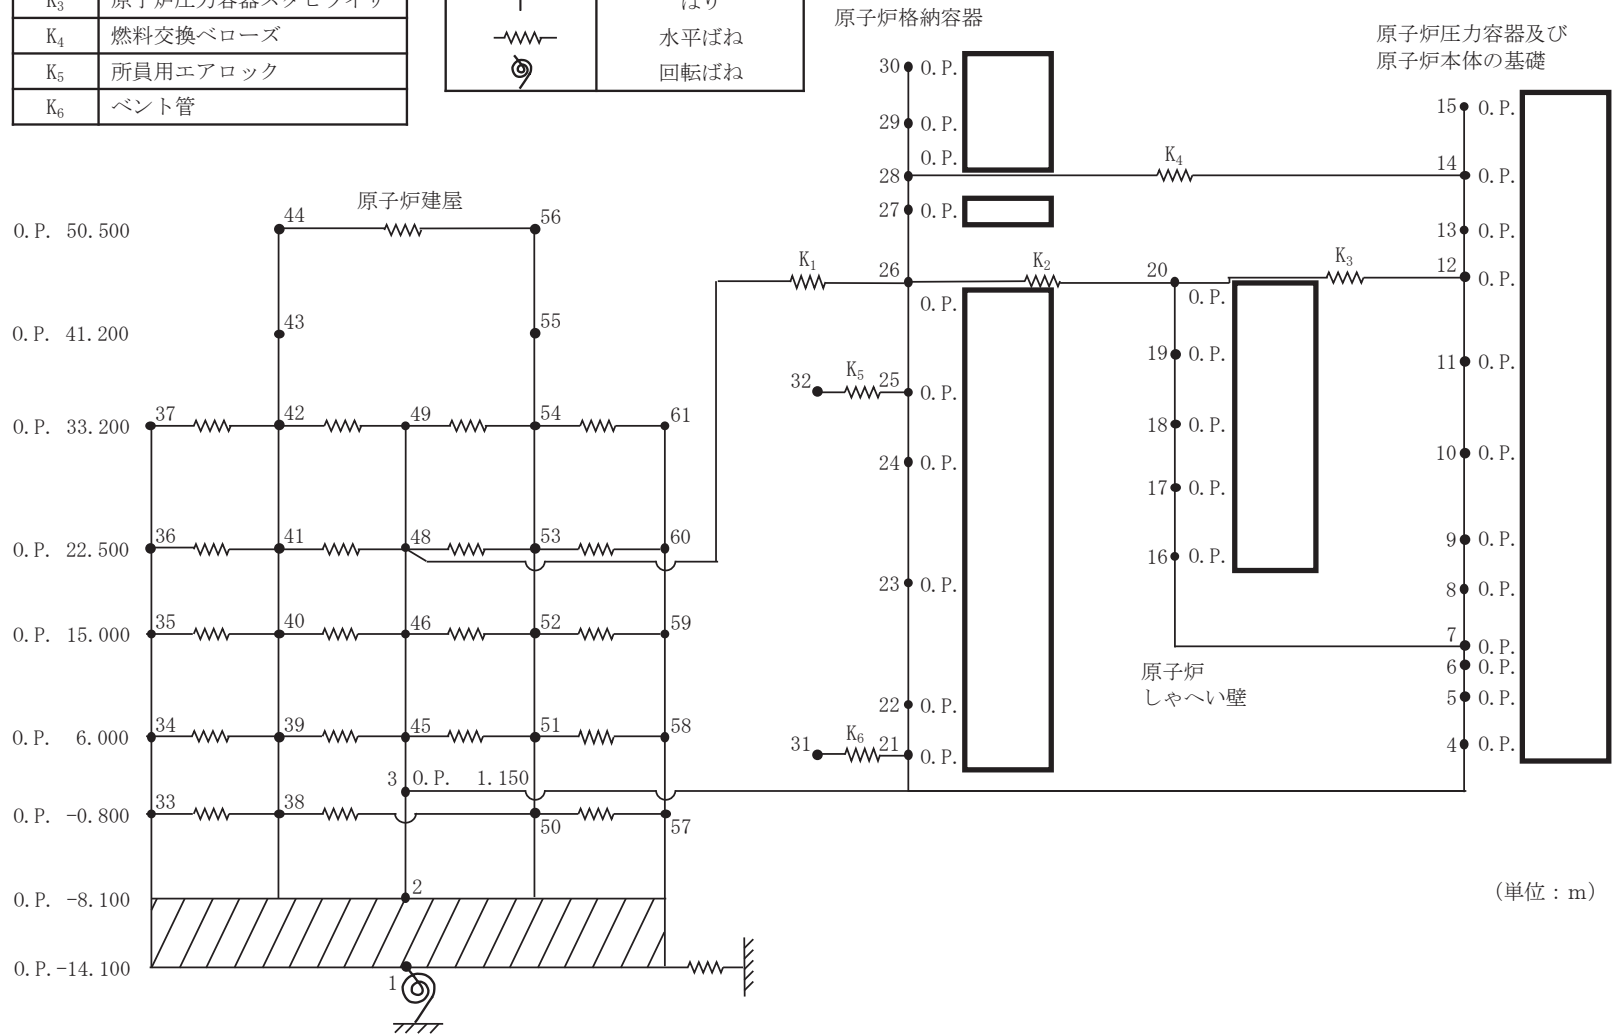 K₃ 原子炉圧力容器スタビライザ
K₄ 燃料交換ベローズ
K₅ 所員用エアロック
K₆ ベント管
はり
水平ばね
回転ばね
原子炉格納容器
原子炉圧力容器及び
原子炉本体の基礎
30 O.P.
29 O.P.
O.P.
28
27 O.P.
26
O.P.
25 O.P.
24 O.P.
23 O.P.
22 O.P.
21 O.P.
K₄
K₁
K₂
K₃
32 K₅
31 K₆
20
O.P.
19 O.P.
18 O.P.
17 O.P.
16 O.P.
原子炉
しゃへい壁
15 O.P.
14 O.P.
13 O.P.
12 O.P.
11 O.P.
10 O.P.
9 O.P.
8 O.P.
7 O.P.
6 O.P.
5 O.P.
4 O.P.
原子炉建屋
O.P. 50.500 44 56
O.P. 41.200 43 55
O.P. 33.200 37 42 49 54 61
O.P. 22.500 36 41 48 53 60
O.P. 15.000 35 40 46 52 59
O.P. 6.000 34 39 45 51 58
3 O.P. 1.150
O.P. -0.800 33 38 50 57
O.P. -8.100 2
O.P.-14.100 1
(単位：m)